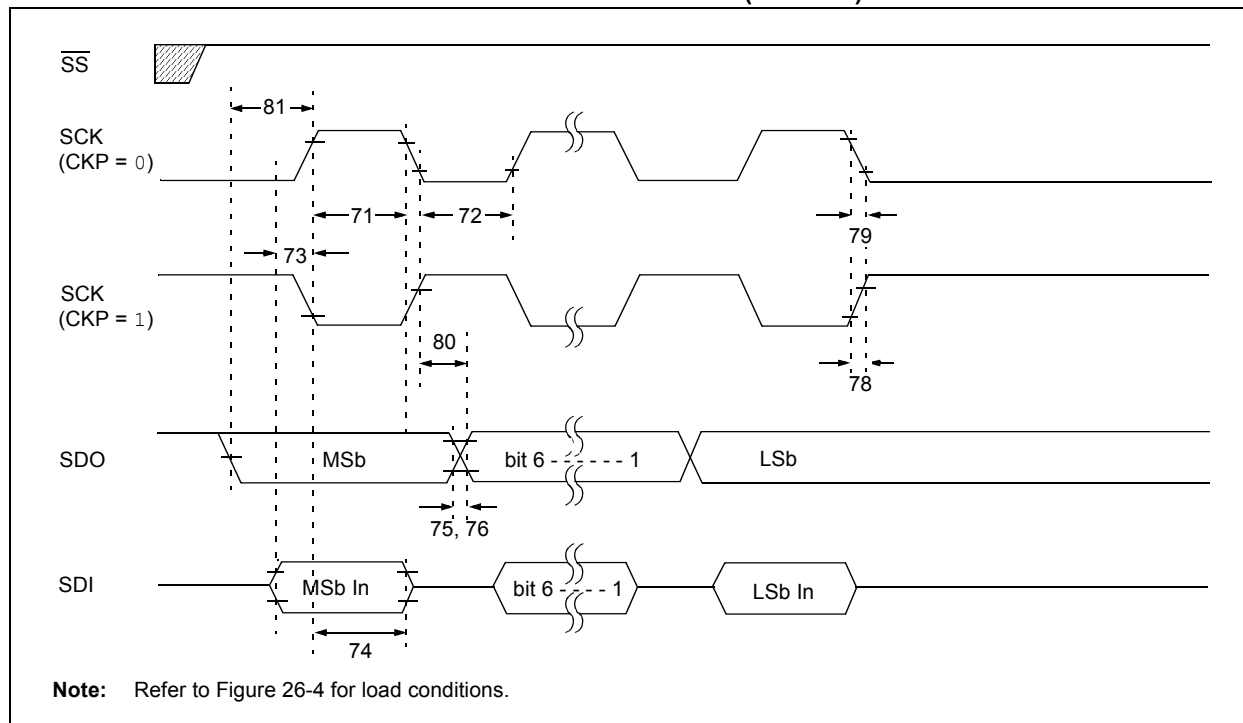 SS
81
SCK
(CKP = 0)
71
72
79
73
SCK
(CKP = 1)
80
78
SDO
MSb
bit 6 - - - - - - 1
LSb
75, 76
SDI
MSb In
bit 6 - - - - 1
LSb In
74
Note: Refer to Figure 26-4 for load conditions.